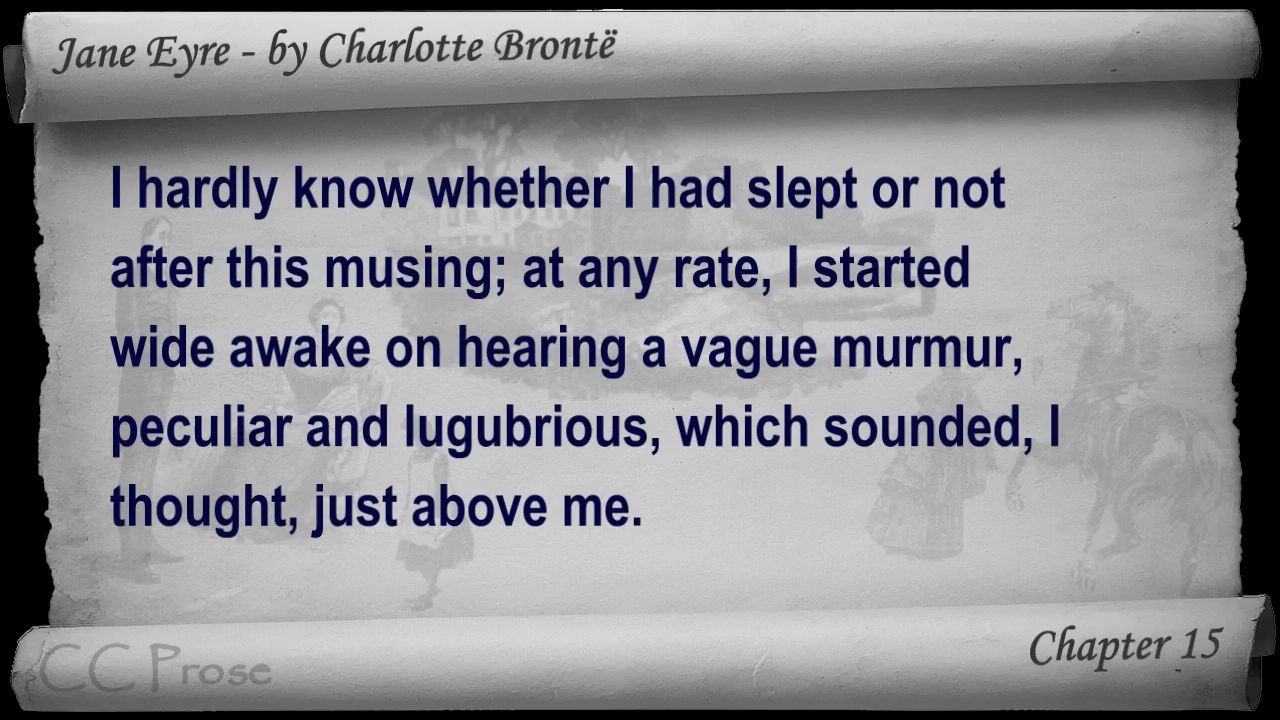 Jane Eyre - by Charlotte Brontë
I hardly know whether I had slept or not
after this musing; at any rate, I started
wide awake on hearing a vague murmur,
peculiar and lugubrious, which sounded, I
thought, just above me.
CC Prose
Chapter 15